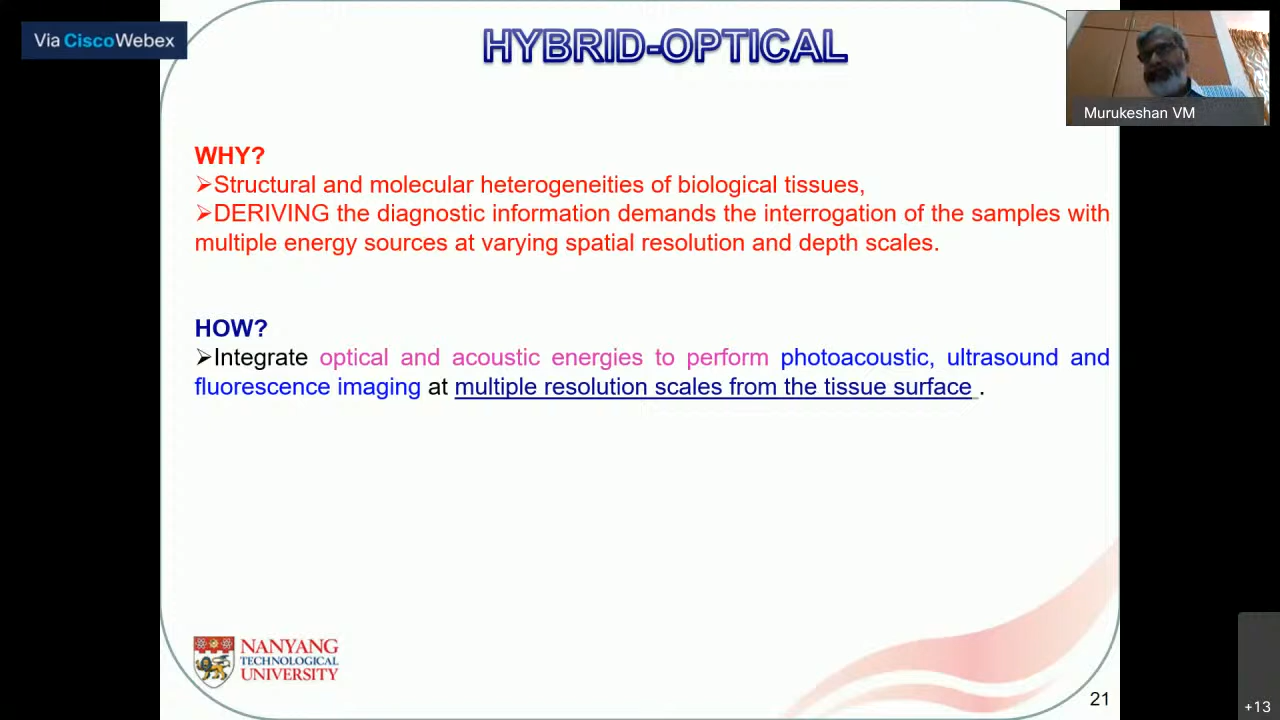 Via CiscoWebex
HYBRID-OPTICAL
Murukeshan VM
WHY?
➢Structural and molecular heterogeneities of biological tissues,
➢DERIVING the diagnostic information demands the interrogation of the samples with
multiple energy sources at varying spatial resolution and depth scales.
HOW?
➢Integrate optical and acoustic energies to perform photoacoustic, ultrasound and
fluorescence imaging at multiple resolution scales from the tissue surface .
NANYANG
TECHNOLOGICAL
UNIVERSITY
21
+13